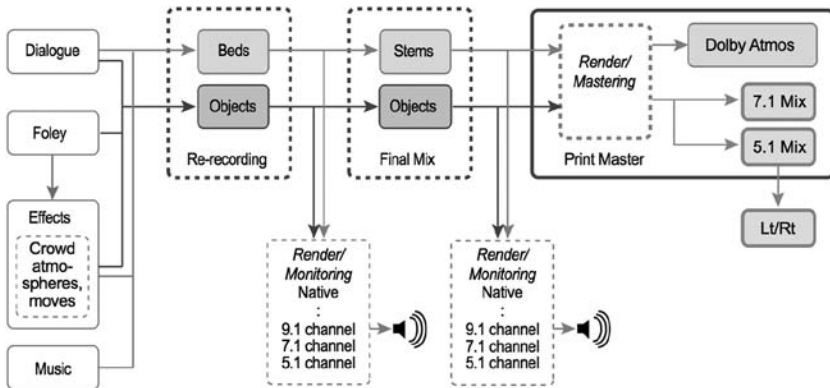 Dialogue
Foley
Effects
Crowd
atmo-
spheres,
moves
Music
Beds
Objects
Re-recording
Stems
Objects
Final Mix
Render/
Mastering
Print Master
Dolby Atmos
7.1 Mix
5.1 Mix
Lt/Rt
Render/
Monitoring
Native
:
9.1 channel
7.1 channel
5.1 channel
Render/
Monitoring
Native
:
9.1 channel
7.1 channel
5.1 channel